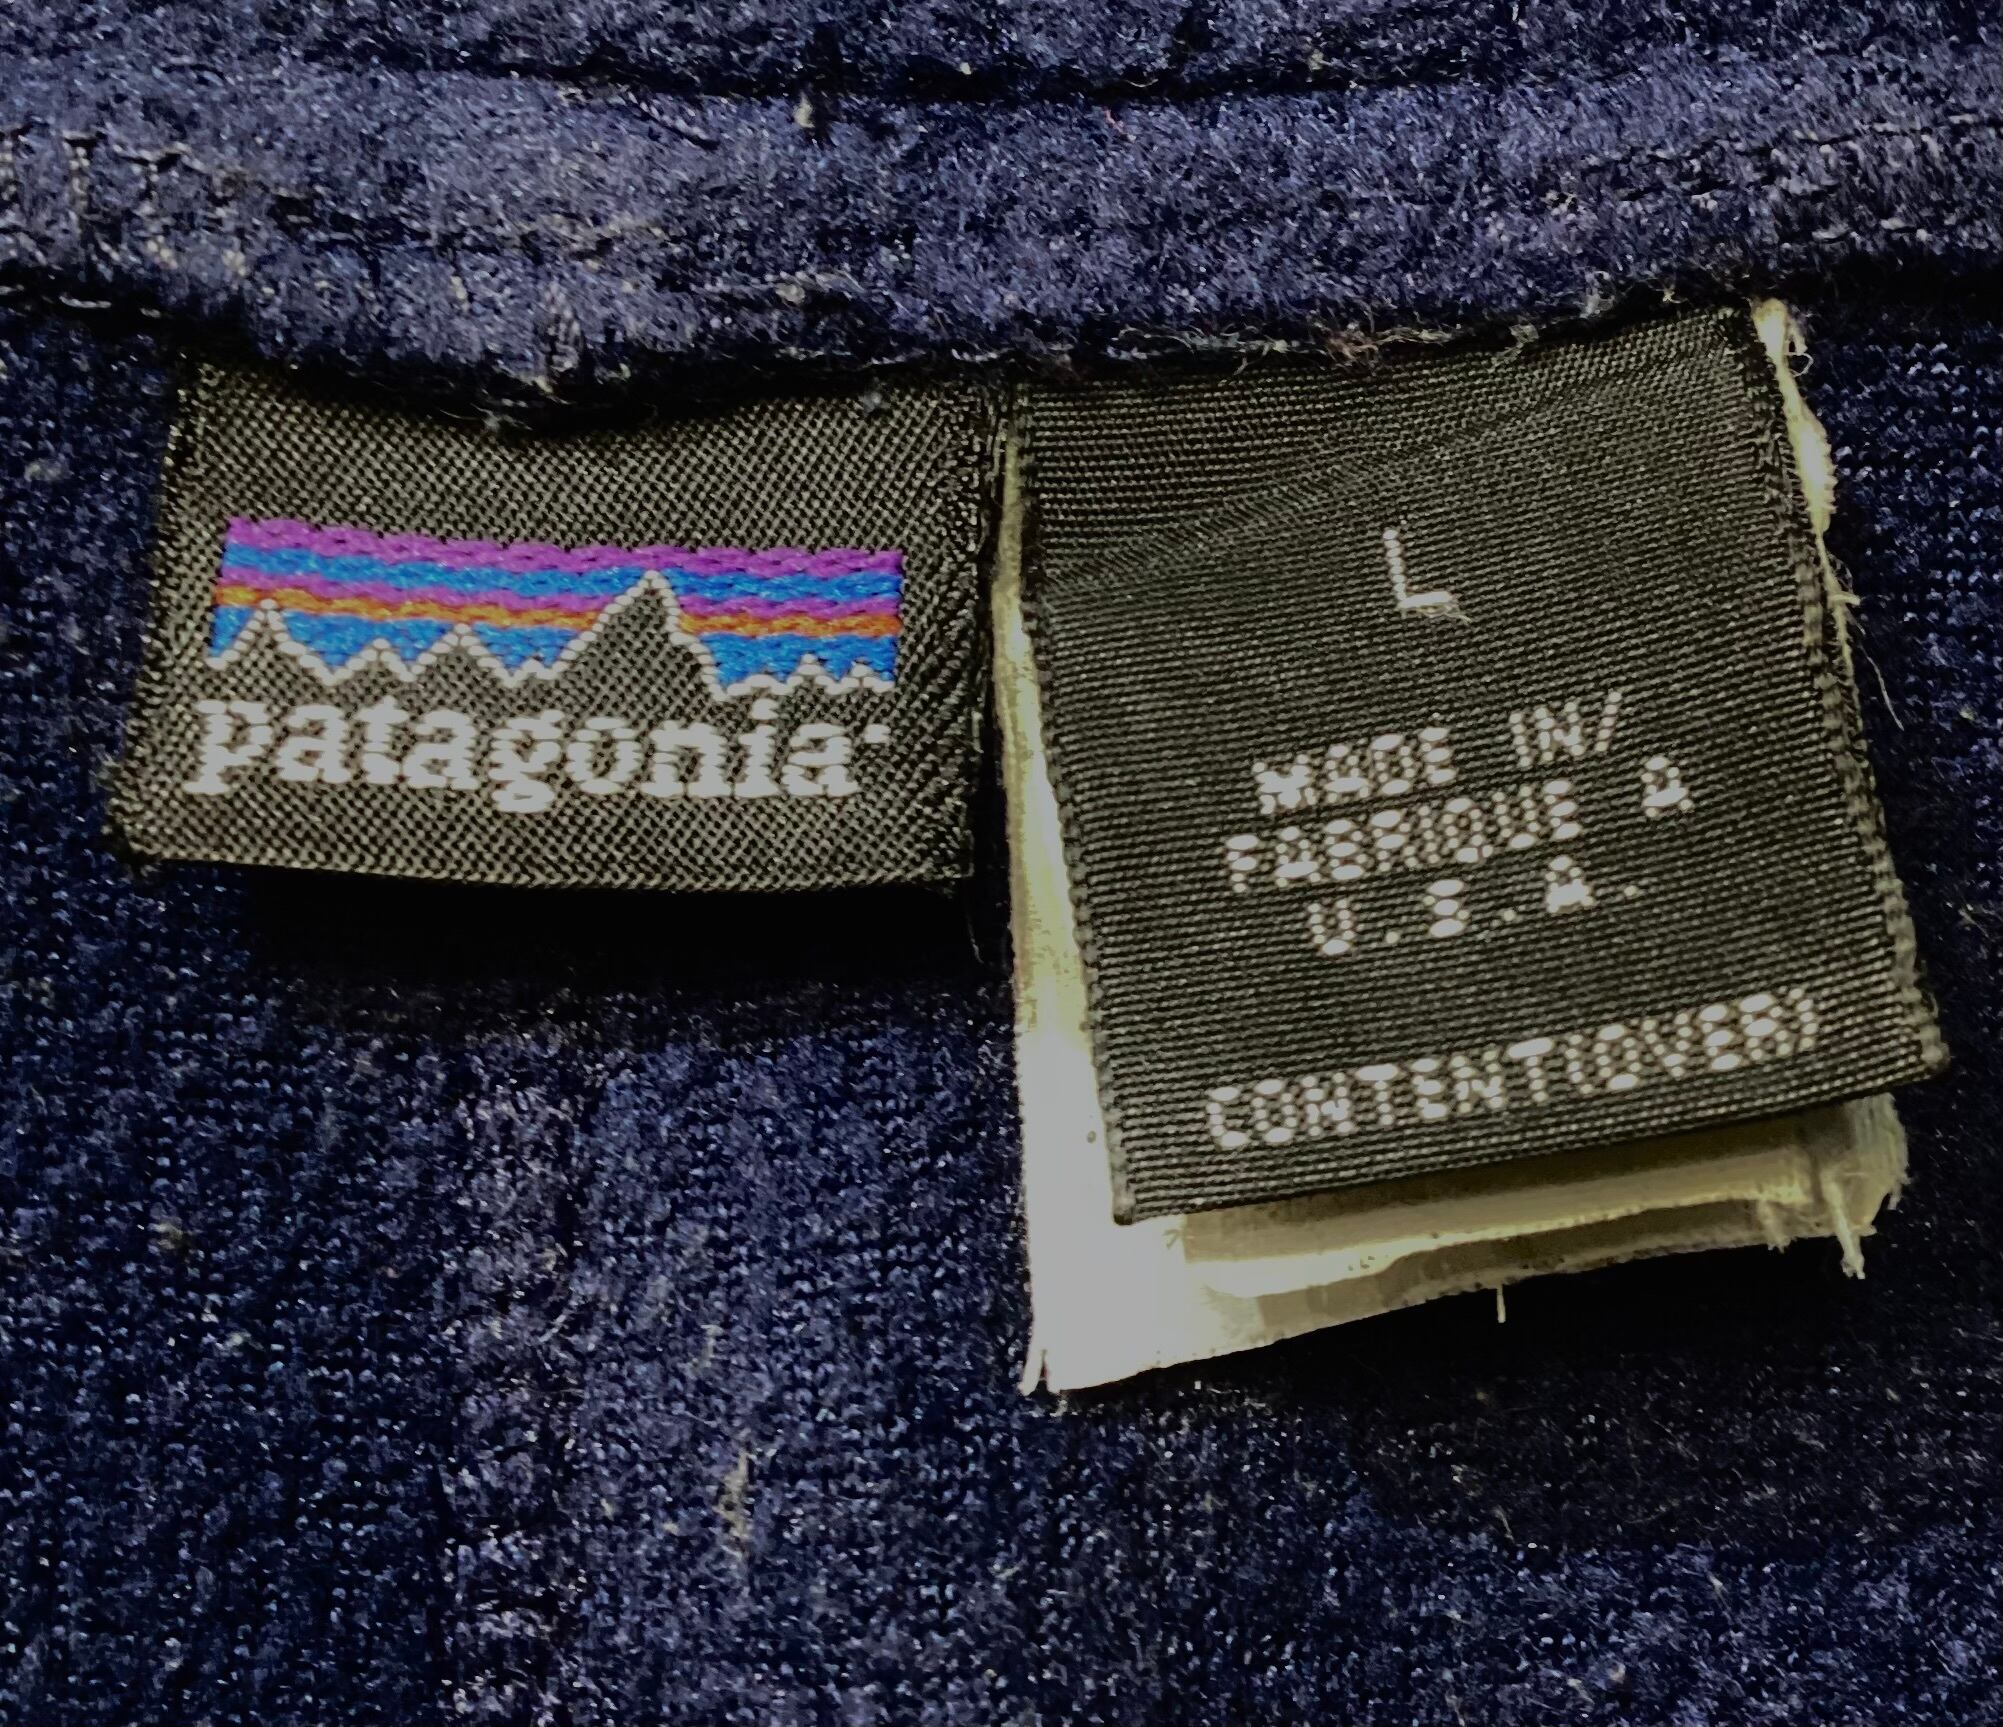 patagonia
L
MADE IN/
FABRIQUE A
U.S.A.
CONTENT(OVER)